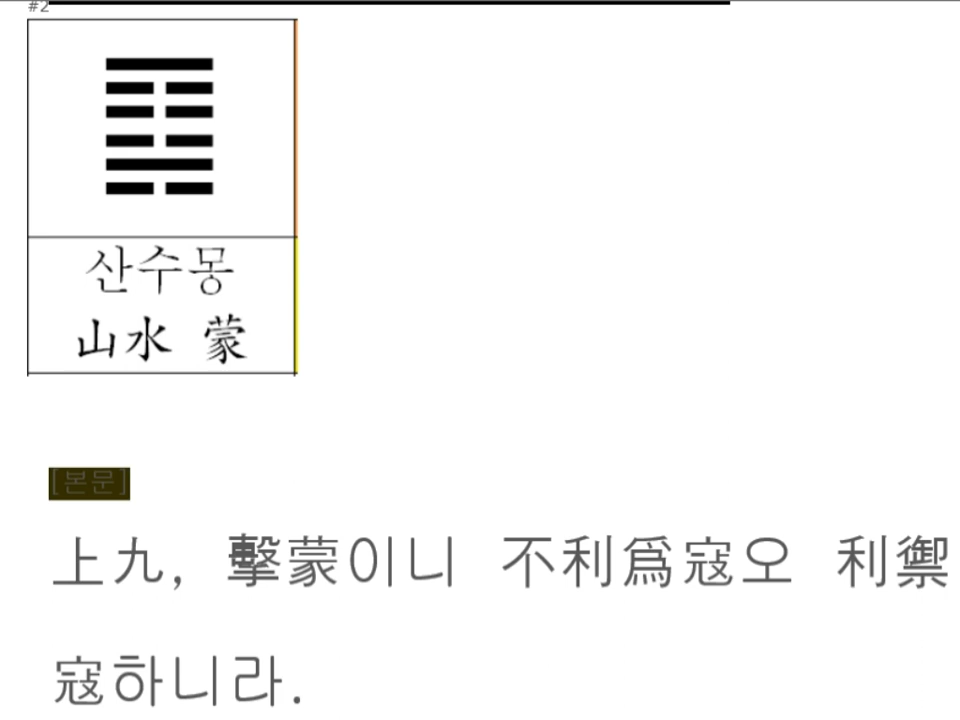 #2
산수몽
山水 蒙
[본문]
上九, 擊蒙이니 不利爲寇오 利禦
寇하니라.